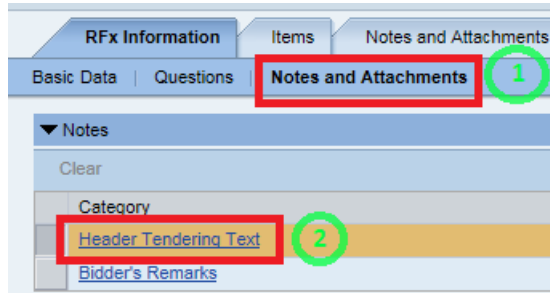 RFx Information Items Notes and Attachments
Basic Data | Questions | Notes and Attachments 1
Notes
Clear
Category
Header Tendering Text 2
Bidder's Remarks